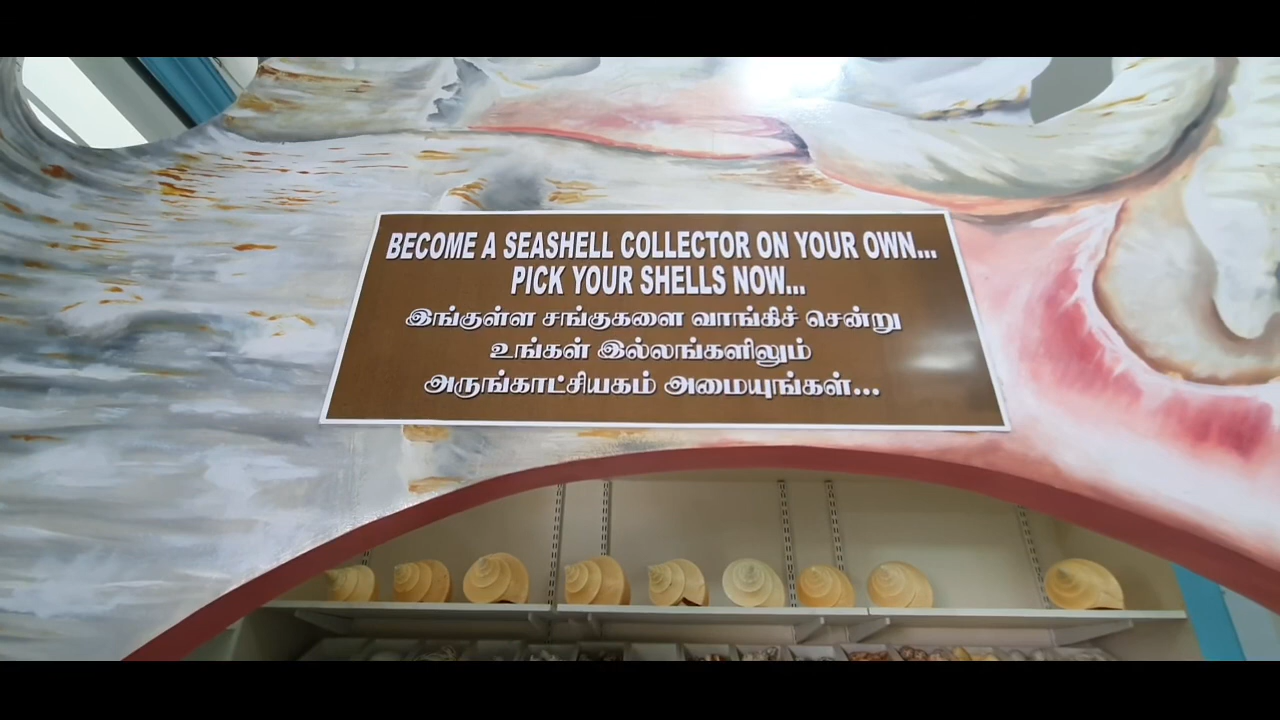 BECOME A SEASHELL COLLECTOR ON YOUR OWN...
PICK YOUR SHELLS NOW...
இங்குள்ள சங்குகளை வாங்கிச் சென்று
உங்கள் இல்லங்களிலும்
அருங்காட்சியகம் அமையுங்கள்...